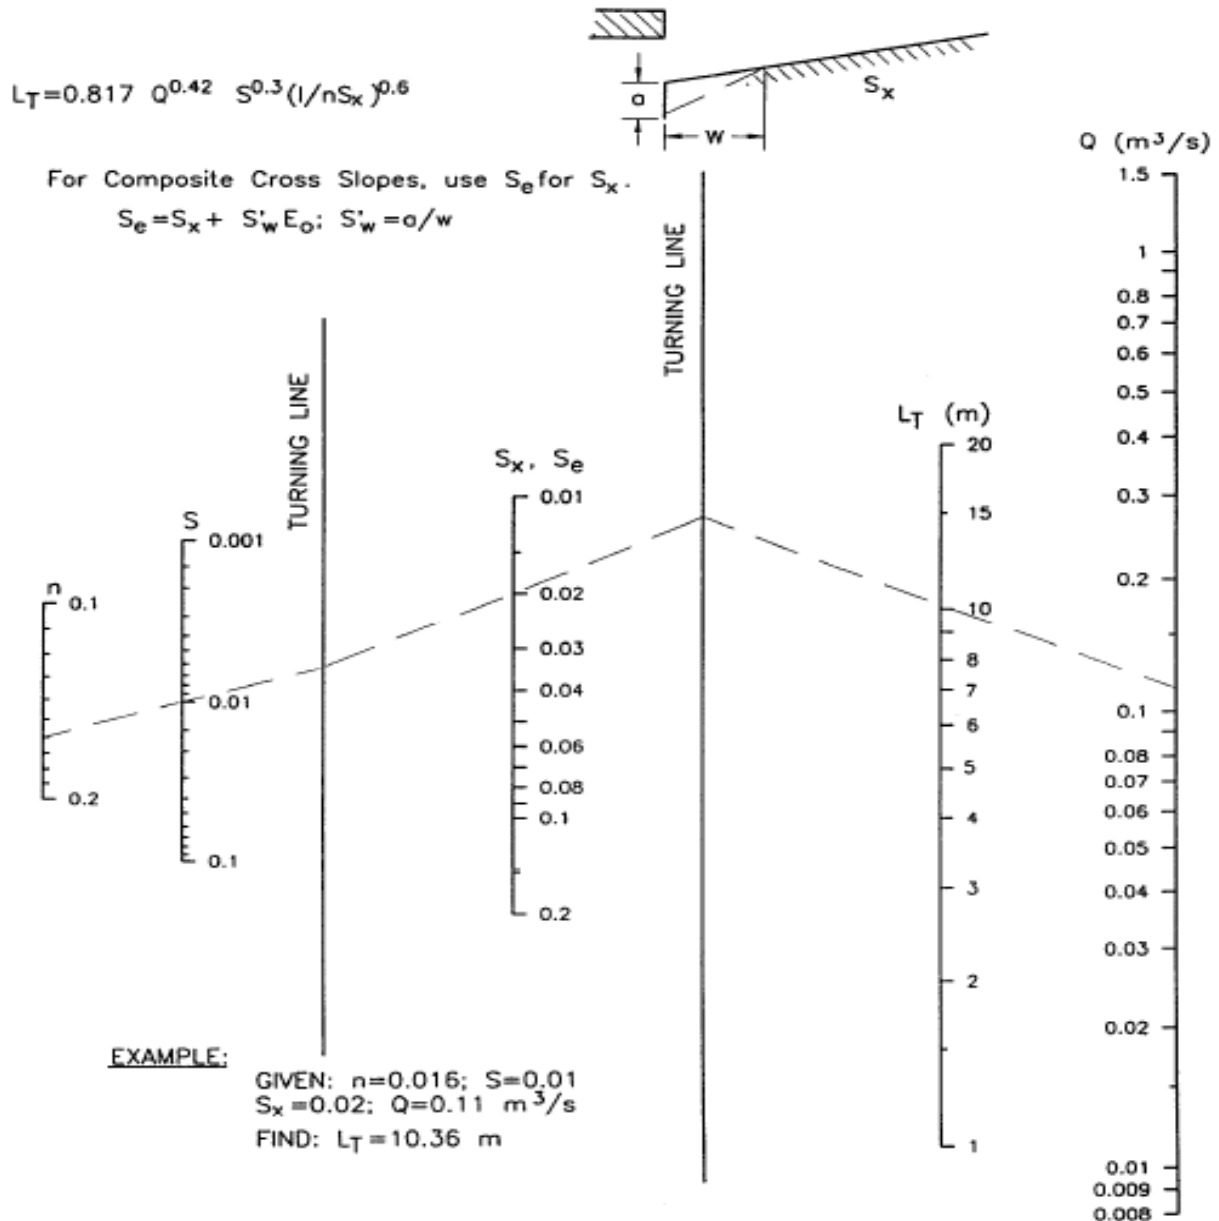 L_T=0.817 Q^0.42 S^0.3(1/nS_x)^0.6
a
W
S_x
For Composite Cross Slopes, use S_e for S_x.
S_e=S_x+ S'_wE_o; S'_w=a/w
Q (m^3/s)
1.5
1
0.8
0.7
0.6
0.5
0.4
0.3
0.2
0.1
0.08
0.07
0.06
0.05
0.04
0.03
0.02
0.01
0.009
0.008
TURNING LINE
TURNING LINE
L_T (m)
20
15
10
8
7
6
5
4
3
2
1
S_x, S_e
0.01
0.02
0.03
0.04
0.06
0.08
0.1
0.2
S
0.001
0.01
0.1
n
0.1
0.2
EXAMPLE:
GIVEN: n=0.016; S=0.01
S_x=0.02; Q=0.11 m^3/s
FIND: L_T=10.36 m